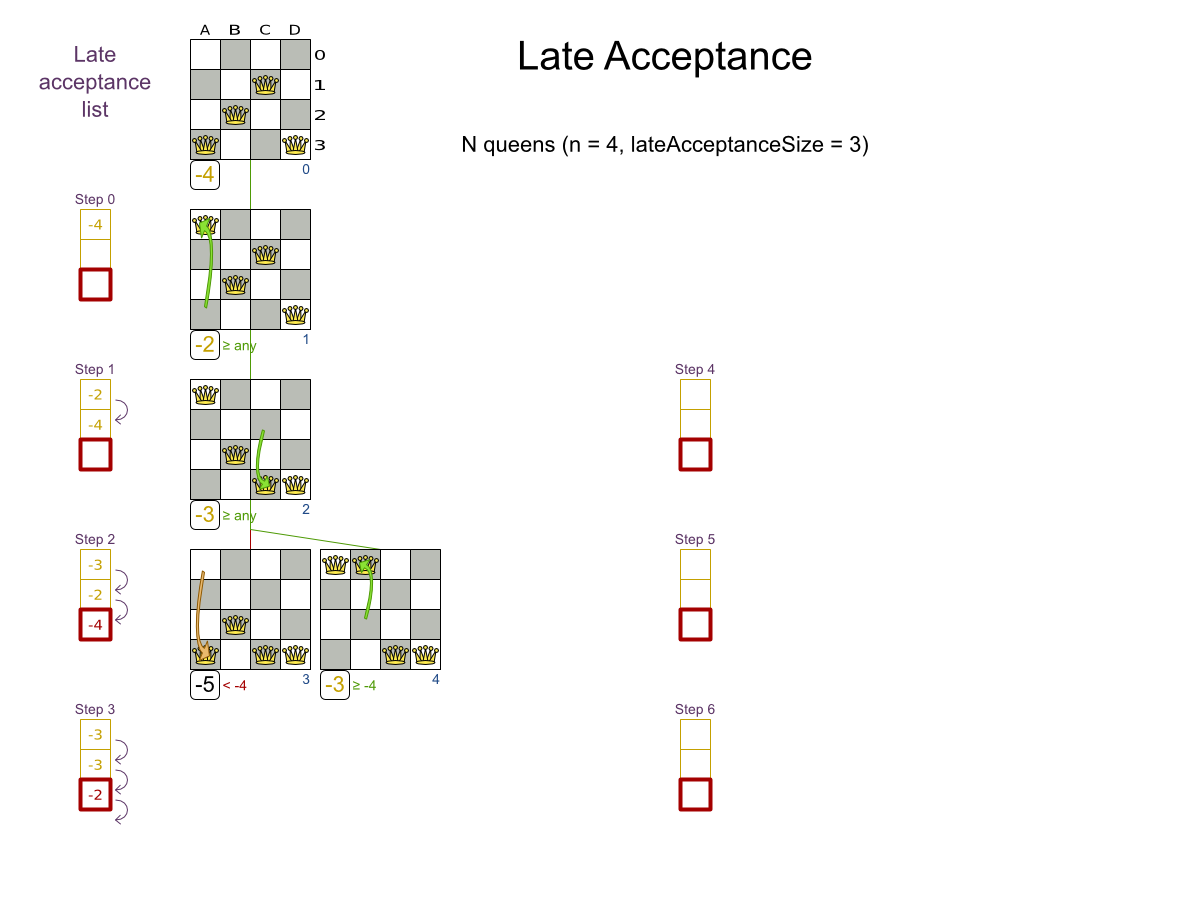 Late Acceptance
Late
acceptance
list
A B C D
0
1
2
3
N queens (n = 4, lateAcceptanceSize = 3)
-4 0
Step 0
-4
-2 ≥ any 1
Step 1
-2
-4
Step 4
-3 ≥ any 2
Step 2
-3
-2
-4
Step 5
-5 < -4 3
-3 ≥ -4 4
Step 3
-3
-3
-2
Step 6